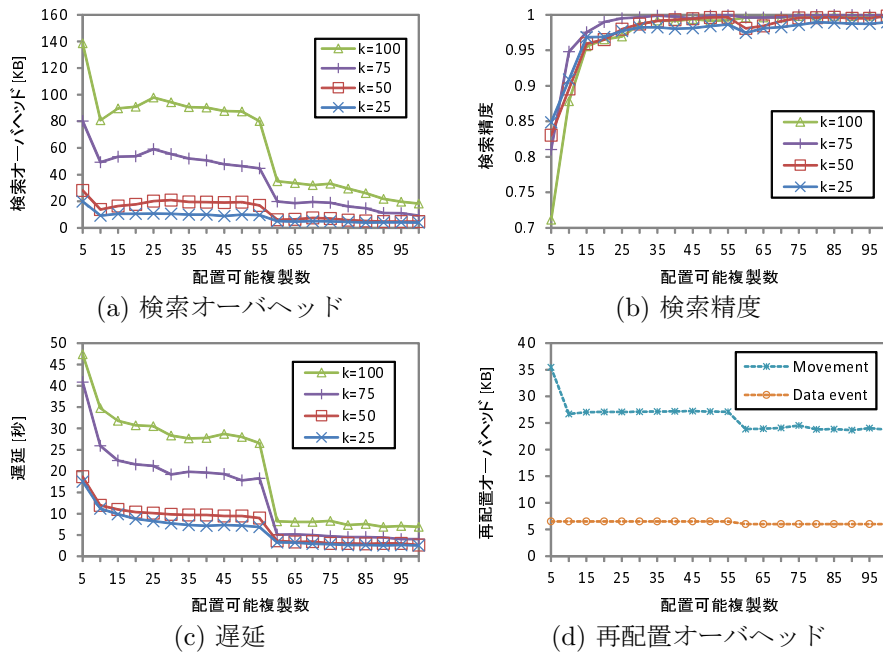 160
140
120
100
80
60
40
20
0
検索オーバヘッド [KB]
k=100
k=75
k=50
k=25
5 15 25 35 45 55 65 75 85 95
配置可能複製数
(a) 検索オーバヘッド
1
0.95
0.9
0.85
0.8
0.75
0.7
検索精度
k=100
k=75
k=50
k=25
5 15 25 35 45 55 65 75 85 95
配置可能複製数
(b) 検索精度
50
45
40
35
30
25
20
15
10
5
0
遅延 [秒]
k=100
k=75
k=50
k=25
5 15 25 35 45 55 65 75 85 95
配置可能複製数
(c) 遅延
40
35
30
25
20
15
10
5
0
再配置オーバヘッド [KB]
Movement
Data event
5 15 25 35 45 55 65 75 85 95
配置可能複製数
(d) 再配置オーバヘッド